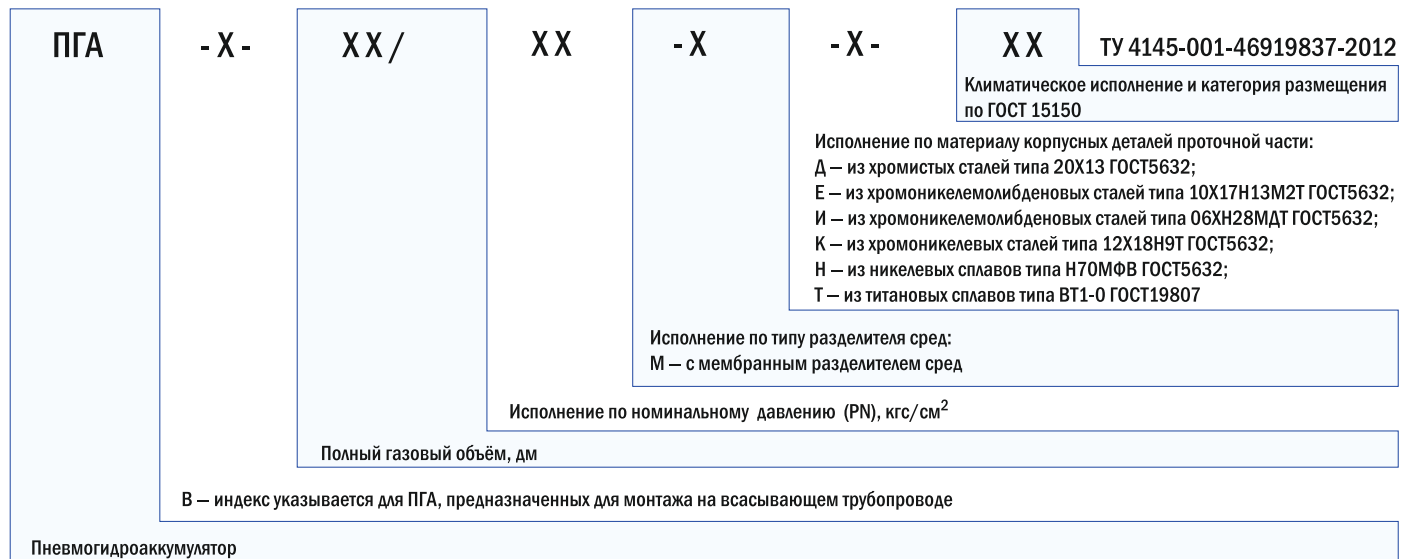 ПГА -Х- ХХ/ ХХ -Х -Х- ХХ ТУ 4145-001-46919837-2012
Климатическое исполнение и категория размещения
по ГОСТ 15150
Исполнение по материалу корпусных деталей проточной части:
Д — из хромистых сталей типа 20Х13 ГОСТ5632;
Е — из хромоникелемолибденовых сталей типа 10Х17Н13М2Т ГОСТ5632;
И — из хромоникелемолибденовых сталей типа 06ХН28МДТ ГОСТ5632;
К — из хромоникелевых сталей типа 12Х18Н9Т ГОСТ5632;
Н — из никелевых сплавов типа Н70МФВ ГОСТ5632;
Т — из титановых сплавов типа ВТ1-0 ГОСТ19807
Исполнение по типу разделителя сред:
М — с мембранным разделителем сред
Исполнение по номинальному давлению (PN), кгс/см²
Полный газовый объём, дм
В — индекс указывается для ПГА, предназначенных для монтажа на всасывающем трубопроводе
Пневмогидроаккумулятор